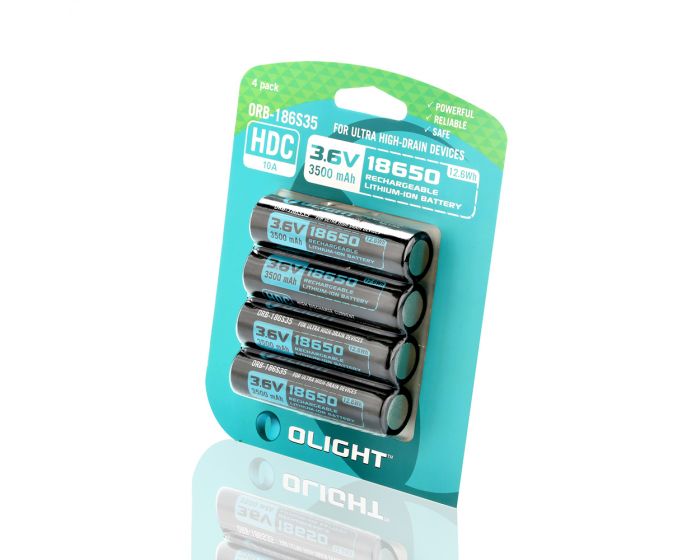 4 pack
ORB-186S35
HDC
10A
✓ POWERFUL
✓ RELIABLE
✓ SAFE
FOR ULTRA HIGH-DRAIN DEVICES
3.6V
3500 mAh
18650
RECHARGEABLE
LITHIUM-ION BATTERY
12.6Wh
OLIGHT
3.6V
3500 mAh
18650
RECHARGEABLE
LITHIUM-ION BATTERY
12.6Wh
3.6V
3500 mAh
18650
RECHARGEABLE
LITHIUM-ION BATTERY
HDC
ORB-186S35
FOR ULTRA HIGH-DRAIN DEVICES
3.6V
3500 mAh
18650
RECHARGEABLE
LITHIUM-ION BATTERY
12.6Wh
ORB-186S35
FOR ULTRA HIGH-DRAIN DEVICES
3.6V
3500 mAh
18650
RECHARGEABLE
LITHIUM-ION BATTERY
12.6Wh
OLIGHT™